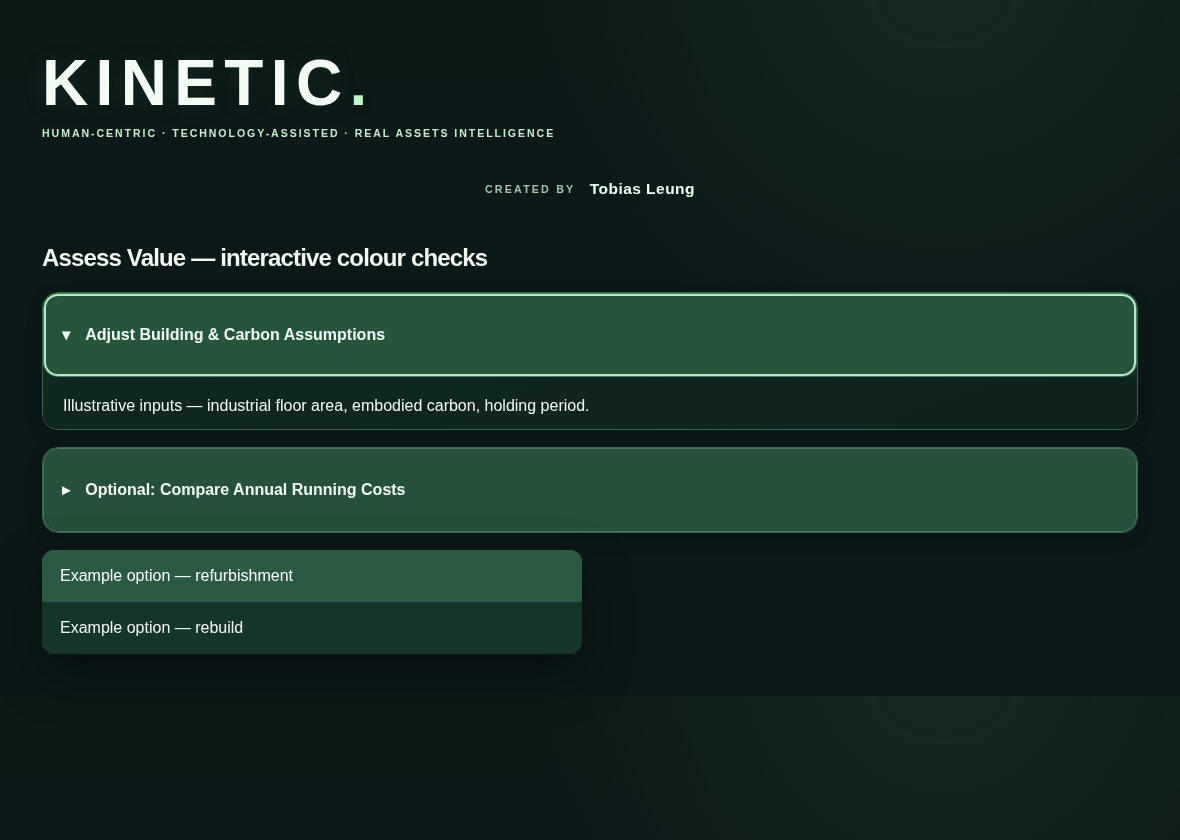 KINETIC.
HUMAN-CENTRIC · TECHNOLOGY-ASSISTED · REAL ASSETS INTELLIGENCE
CREATED BY Tobias Leung
Assess Value — interactive colour checks
▼ Adjust Building & Carbon Assumptions
Illustrative inputs — industrial floor area, embodied carbon, holding period.
► Optional: Compare Annual Running Costs
Example option — refurbishment
Example option — rebuild